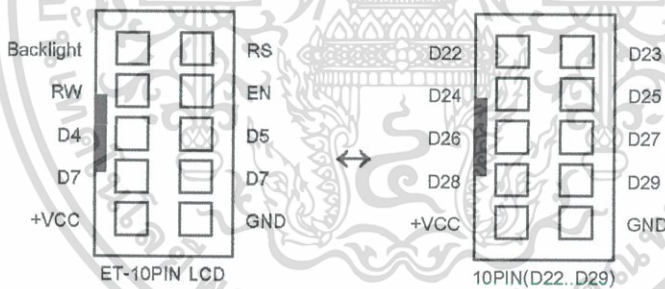 Backlight RS D22 D23
RW EN D24 D25
D4 D5 D26 D27
D7 D7 D28 D29
+VCC GND +VCC GND
ET-10PIN LCD 10PIN(D22..D29)